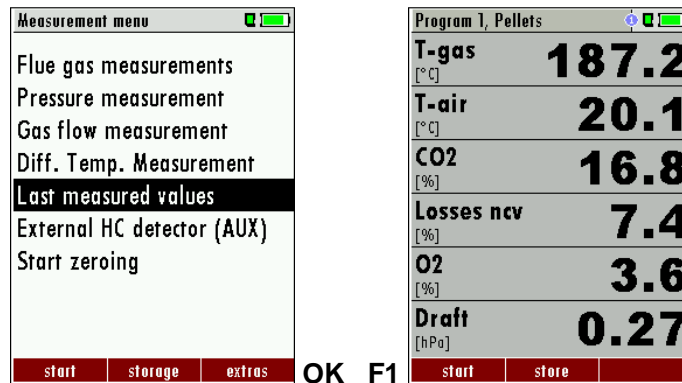 Measurement menu
Flue gas measurements
Pressure measurement
Gas flow measurement
Diff. Temp. Measurement
Last measured values
External HC detector (AUX)
Start zeroing
start storage extras
OK F1
Program 1, Pellets
T-gas 187.2
[°C]
T-air 20.1
[°C]
CO2 16.8
[%]
Losses ncv 7.4
[%]
O2 3.6
[%]
Draft 0.27
[hPa]
start store